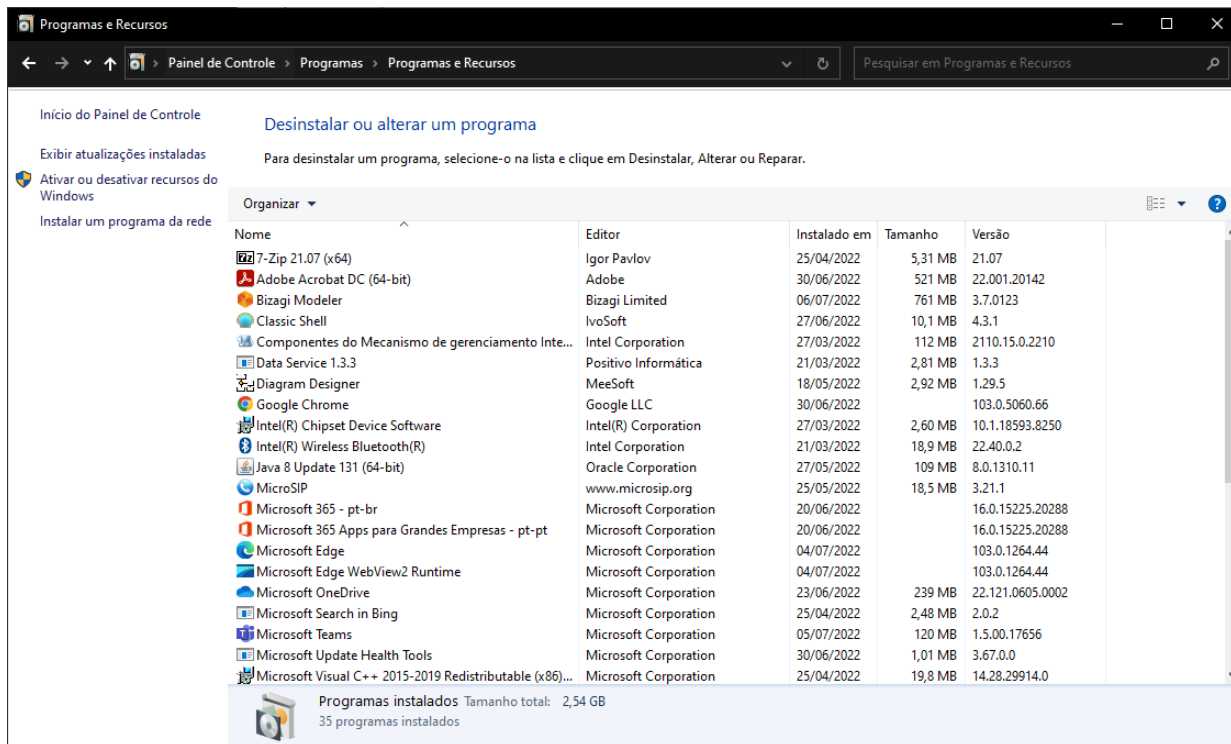 Programas e Recursos
Painel de Controle > Programas > Programas e Recursos
Pesquisar em Programas e Recursos
Início do Painel de Controle
Exibir atualizações instaladas
Ativar ou desativar recursos do
Windows
Instalar um programa da rede
Desinstalar ou alterar um programa
Para desinstalar um programa, selecione-o na lista e clique em Desinstalar, Alterar ou Reparar.
Organizar
Nome Editor Instalado em Tamanho Versão
7-Zip 21.07 (x64) Igor Pavlov 25/04/2022 5,31 MB 21.07
Adobe Acrobat DC (64-bit) Adobe 30/06/2022 521 MB 22.001.20142
Bizagi Modeler Bizagi Limited 06/07/2022 761 MB 3.7.0123
Classic Shell IvoSoft 27/06/2022 10,1 MB 4.3.1
Componentes do Mecanismo de gerenciamento Inte... Intel Corporation 27/03/2022 112 MB 2110.15.0.2210
Data Service 1.3.3 Positivo Informática 21/03/2022 2,81 MB 1.3.3
Diagram Designer MeeSoft 18/05/2022 2,92 MB 1.29.5
Google Chrome Google LLC 30/06/2022 103.0.5060.66
Intel(R) Chipset Device Software Intel(R) Corporation 27/03/2022 2,60 MB 10.1.18593.8250
Intel(R) Wireless Bluetooth(R) Intel Corporation 21/03/2022 18,9 MB 22.40.0.2
Java 8 Update 131 (64-bit) Oracle Corporation 27/05/2022 109 MB 8.0.1310.11
MicroSIP www.microsip.org 25/05/2022 18,5 MB 3.21.1
Microsoft 365 - pt-br Microsoft Corporation 20/06/2022 16.0.15225.20288
Microsoft 365 Apps para Grandes Empresas - pt-pt Microsoft Corporation 20/06/2022 16.0.15225.20288
Microsoft Edge Microsoft Corporation 04/07/2022 103.0.1264.44
Microsoft Edge WebView2 Runtime Microsoft Corporation 04/07/2022 103.0.1264.44
Microsoft OneDrive Microsoft Corporation 23/06/2022 239 MB 22.121.0605.0002
Microsoft Search in Bing Microsoft Corporation 25/04/2022 2,48 MB 2.0.2
Microsoft Teams Microsoft Corporation 05/07/2022 120 MB 1.5.00.17656
Microsoft Update Health Tools Microsoft Corporation 30/06/2022 1,01 MB 3.67.0.0
Microsoft Visual C++ 2015-2019 Redistributable (x86)... Microsoft Corporation 25/04/2022 19,8 MB 14.28.29914.0
Programas instalados Tamanho total: 2,54 GB
35 programas instalados